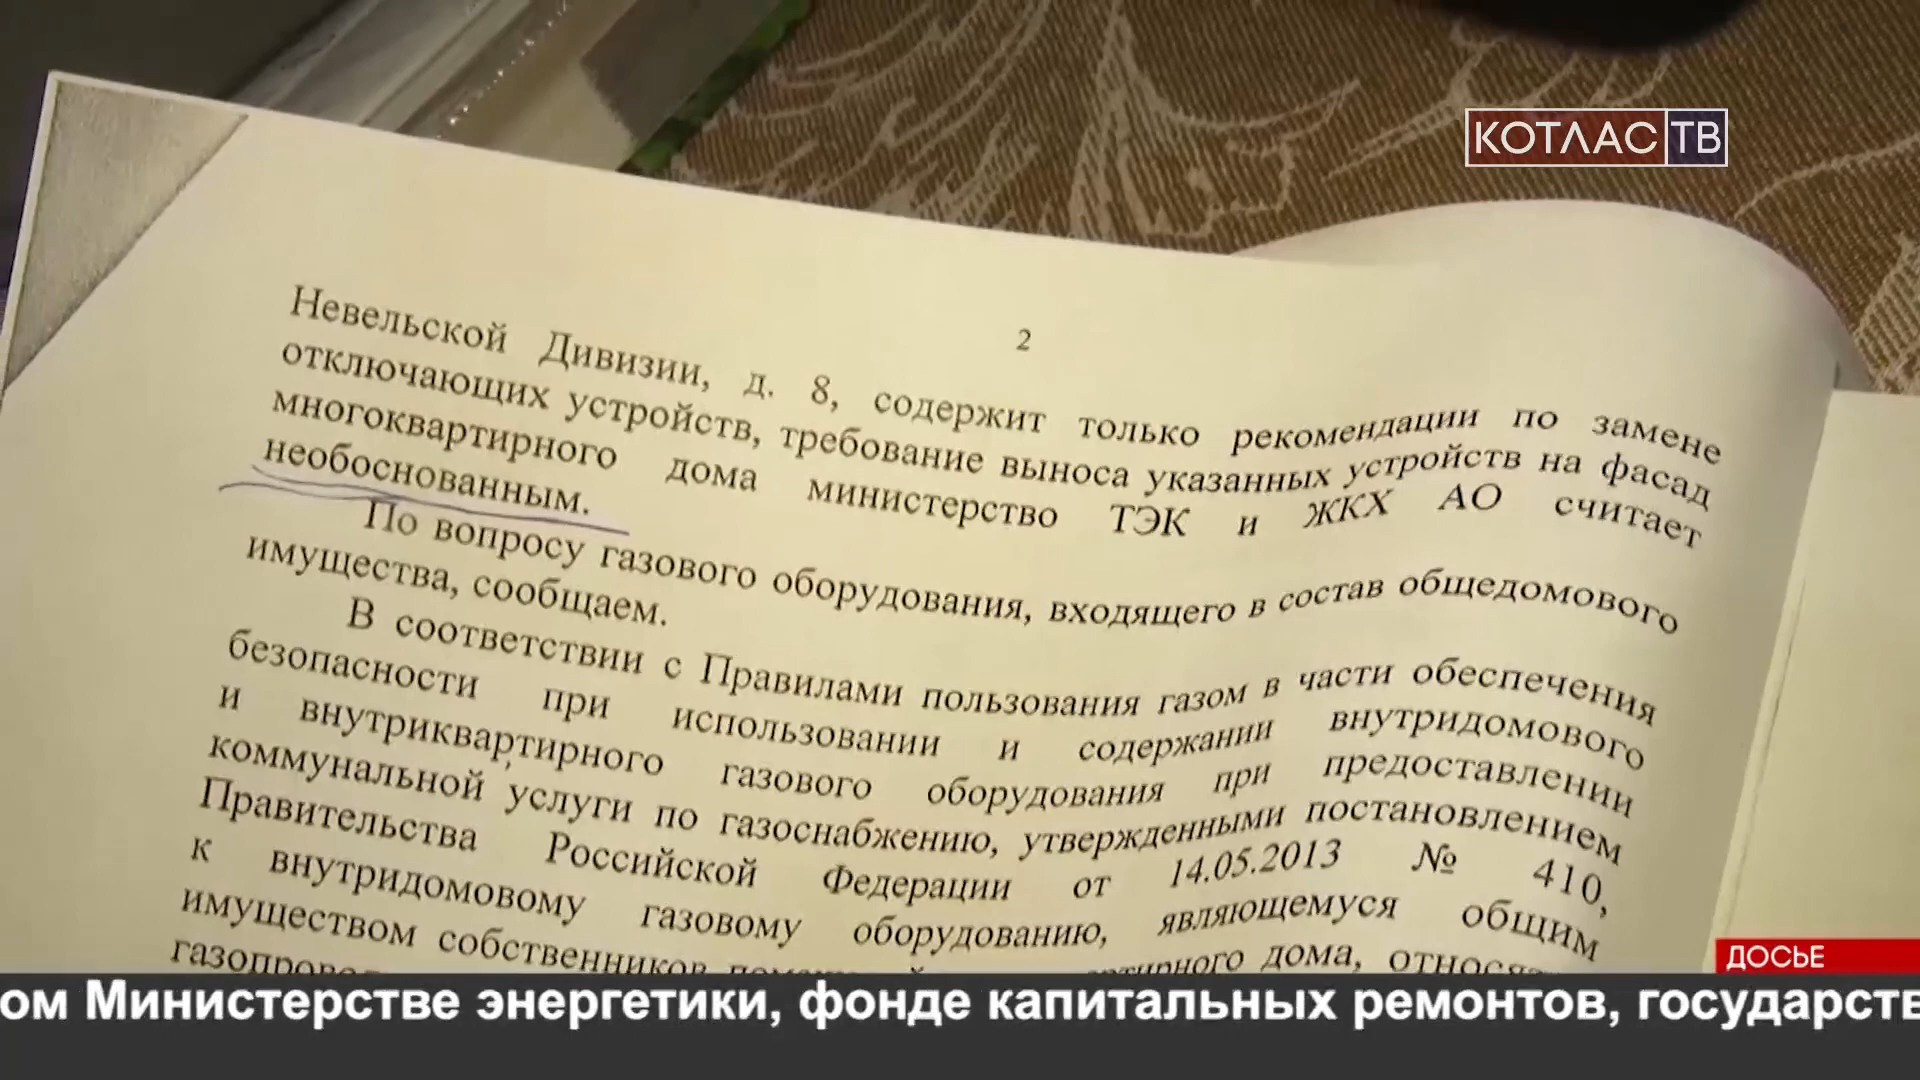 КОТЛАС ТВ
2
Невельской Дивизии, д. 8, содержит только рекомендации по замене
отключающих устройств, требование выноса указанных устройств на фасад
многоквартирного дома министерство ТЭК и ЖКХ АО считает
необоснованным.
По вопросу газового оборудования, входящего в состав общедомового
имущества, сообщаем.
В соответствии с Правилами пользования газом в части обеспечения
безопасности при использовании и содержании внутридомового
и внутриквартирного газового оборудования при предоставлении
коммунальной услуги по газоснабжению, утвержденными постановлением
Правительства Российской Федерации от 14.05.2013 № 410,
к внутридомовому газовому оборудованию, являющемуся общим
имуществом собственников дома,
ДОСЬЕ
ом Министерстве энергетики, фонде капитальных ремонтов, государств